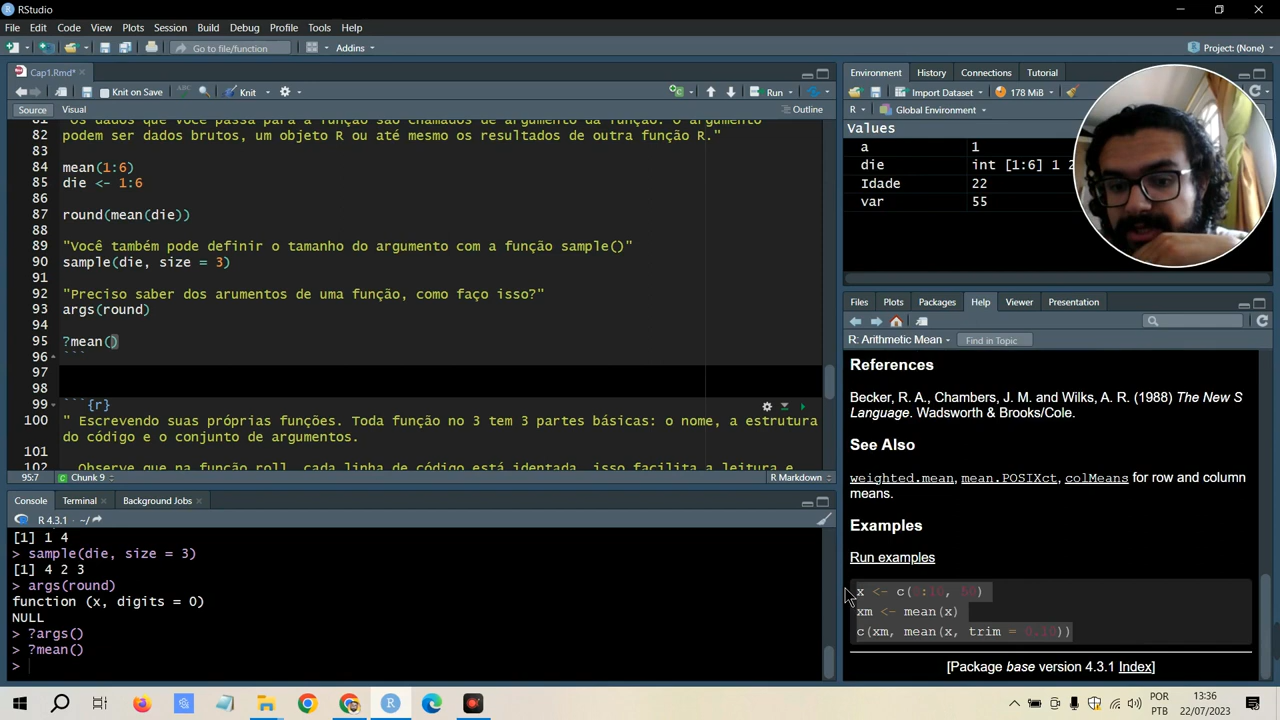 RStudio
File Edit Code View Plots Session Build Debug Profile Tools Help
Go to file/function Addins Project: (None)
Cap1.Rmd*
Knit on Save Knit Run
Source Visual Outline
81 "Os dados que você passa para a função são chamados de argumento da função. O argumento
82 podem ser dados brutos, um objeto R ou até mesmo os resultados de outra função R."
83
84 mean(1:6)
85 die <- 1:6
86
87 round(mean(die))
88
89 "Você também pode definir o tamanho do argumento com a função sample()"
90 sample(die, size = 3)
91
92 "Preciso saber dos arumentos de uma função, como faço isso?"
93 args(round)
94
95 ?mean()
96 ```
97
98
99 ```{r}
100 " Escrevendo suas próprias funções. Toda função no 3 tem 3 partes básicas: o nome, a estrutura
do código e o conjunto de argumentos.
101
102 Observe que na função roll, cada linha de código está identada, isso facilita a leitura e
95:7 Chunk 9 R Markdown
Console Terminal Background Jobs
R 4.3.1 · ~/
[1] 1 4
> sample(die, size = 3)
[1] 4 2 3
> args(round)
function (x, digits = 0)
NULL
> ?args()
> ?mean()
>
Environment History Connections Tutorial
Import Dataset 178 MiB
R Global Environment
Values
a 1
die int [1:6] 1 2
Idade 22
var 55
Files Plots Packages Help Viewer Presentation
R: Arithmetic Mean Find in Topic
References
Becker, R. A., Chambers, J. M. and Wilks, A. R. (1988) The New S
Language. Wadsworth & Brooks/Cole.
See Also
weighted.mean, mean.POSIXct, colMeans for row and column
means.
Examples
Run examples
x <- c(0:10, 50)
xm <- mean(x)
c(xm, mean(x, trim = 0.10))
[Package base version 4.3.1 Index]
POR
PTB
13:36
22/07/2023